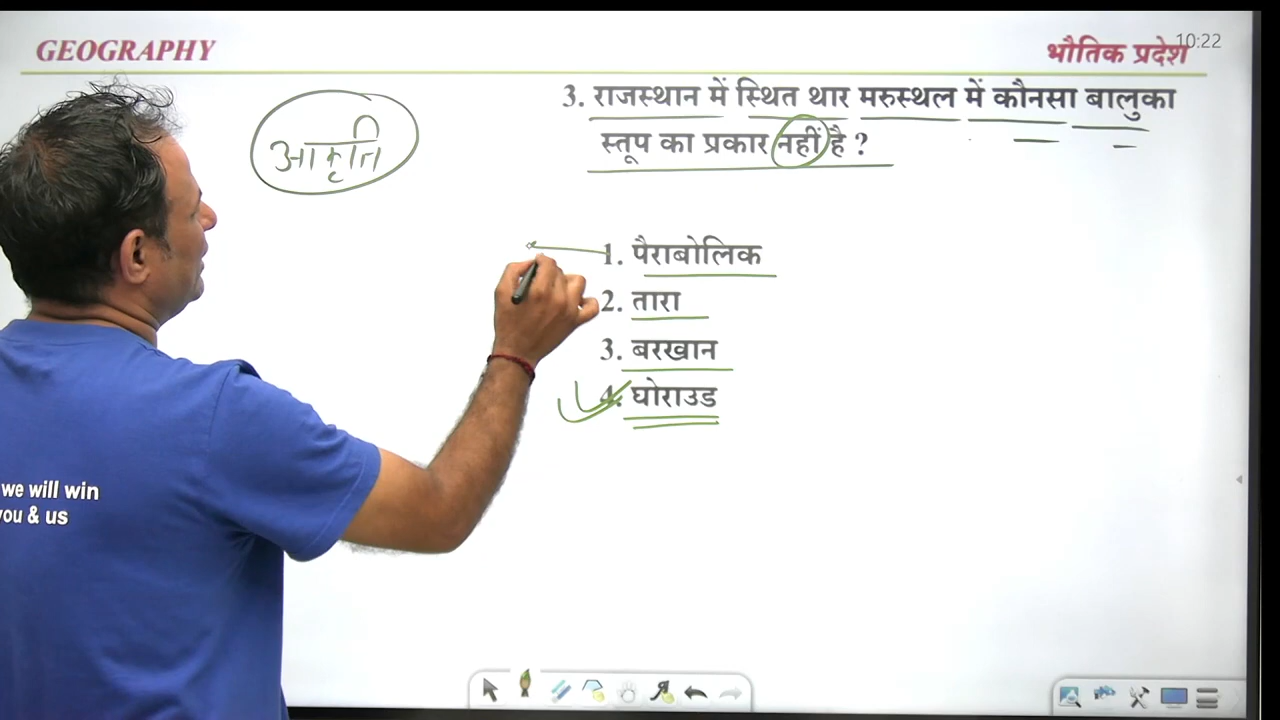 GEOGRAPHY
भौतिक प्रदेश
10:22
आकृति
3. राजस्थान में स्थित थार मरुस्थल में कौनसा बालुका
स्तूप का प्रकार नहीं है ?
1. पैराबोलिक
2. तारा
3. बरखान
4. घोराउड
we will win
you & us